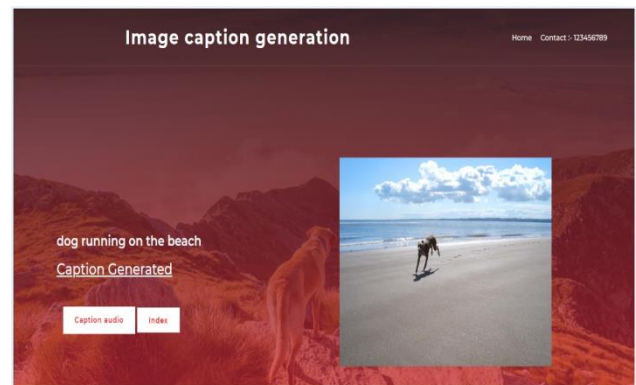 Image caption generation
Home Contact :- 123456789
dog running on the beach
Caption Generated
Caption audio Index